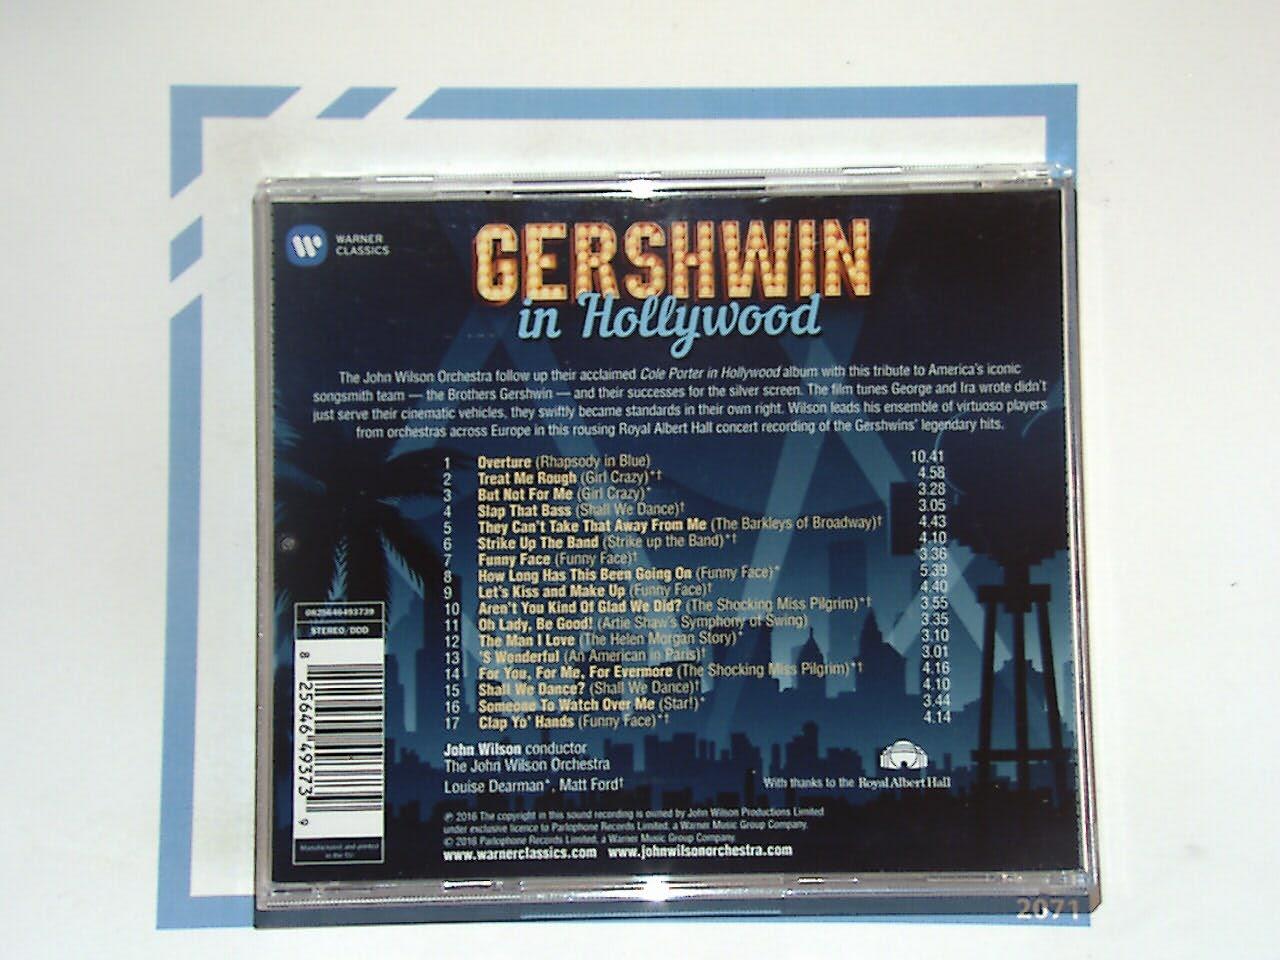 WARNER
CLASSICS
GERSHWIN
in Hollywood
The John Wilson Orchestra follow up their acclaimed Cole Porter in Hollywood album with this tribute to America's iconic
songsmith team — the Brothers Gershwin — and their successes for the silver screen. The film tunes George and Ira wrote didn't
just serve their cinematic vehicles, they swiftly became standards in their own right. Wilson leads his ensemble of virtuoso players
from orchestras across Europe in this rousing Royal Albert Hall concert recording of the Gershwins' legendary hits.
1 Overture (Rhapsody in Blue) 10.41
2 Treat Me Rough (Girl Crazy)*† 4.58
3 But Not For Me (Girl Crazy)* 3.28
4 Slap That Bass (Shall We Dance)† 3.05
5 They Can't Take That Away From Me (The Barkleys of Broadway)† 4.43
6 Strike Up The Band (Strike up the Band)*† 4.10
7 Funny Face (Funny Face)† 3.36
8 How Long Has This Been Going On (Funny Face)* 5.39
9 Let's Kiss and Make Up (Funny Face)† 4.40
10 Aren't You Kind Of Glad We Did? (The Shocking Miss Pilgrim)*† 3.55
11 Oh Lady, Be Good! (Artie Shaw's Symphony of Swing) 3.35
12 The Man I Love (The Helen Morgan Story)* 3.10
13 'S Wonderful (An American in Paris)† 3.01
14 For You, For Me, For Evermore (The Shocking Miss Pilgrim)*† 4.16
15 Shall We Dance? (Shall We Dance)† 4.10
16 Someone To Watch Over Me (Star!)* 3.44
17 Clap Yo' Hands (Funny Face)*† 4.14
0825646493739
STEREO/DDD
8 25646 49373 9
Manufactured and printed
in the EU
John Wilson conductor
The John Wilson Orchestra
Louise Dearman*, Matt Ford†
With thanks to the Royal Albert Hall
℗ 2016 The copyright in this sound recording is owned by John Wilson Productions Limited
under exclusive licence to Parlophone Records Limited, a Warner Music Group Company.
© 2016 Parlophone Records Limited, a Warner Music Group Company.
www.warnerclassics.com www.johnwilsonorchestra.com
2071